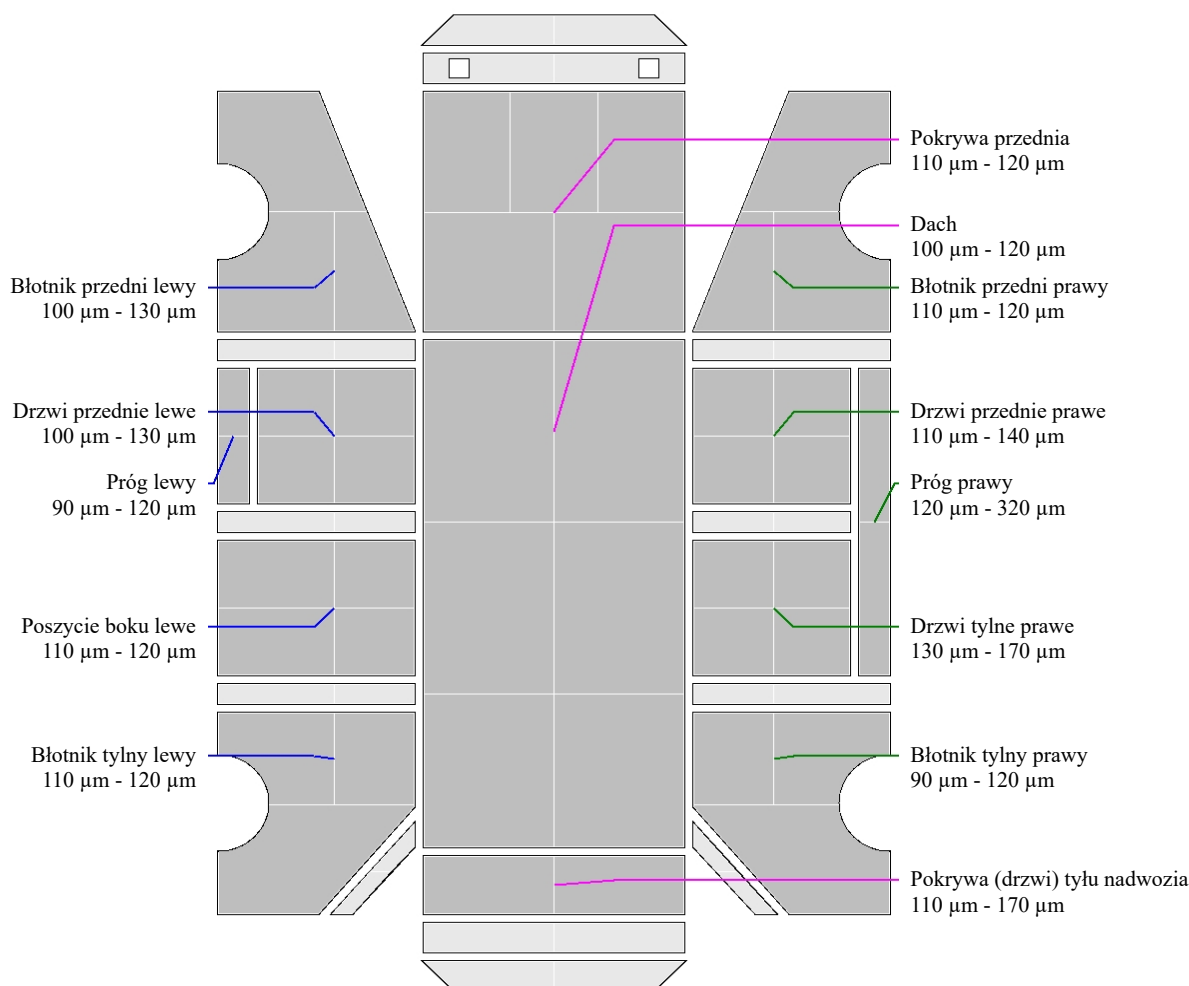 Pokrywa przednia
110 µm - 120 µm
Dach
100 µm - 120 µm
Błotnik przedni lewy
100 µm - 130 µm
Błotnik przedni prawy
110 µm - 120 µm
Drzwi przednie lewe
100 µm - 130 µm
Drzwi przednie prawe
110 µm - 140 µm
Próg lewy
90 µm - 120 µm
Próg prawy
120 µm - 320 µm
Poszycie boku lewe
110 µm - 120 µm
Drzwi tylne prawe
130 µm - 170 µm
Błotnik tylny lewy
110 µm - 120 µm
Błotnik tylny prawy
90 µm - 120 µm
Pokrywa (drzwi) tyłu nadwozia
110 µm - 170 µm